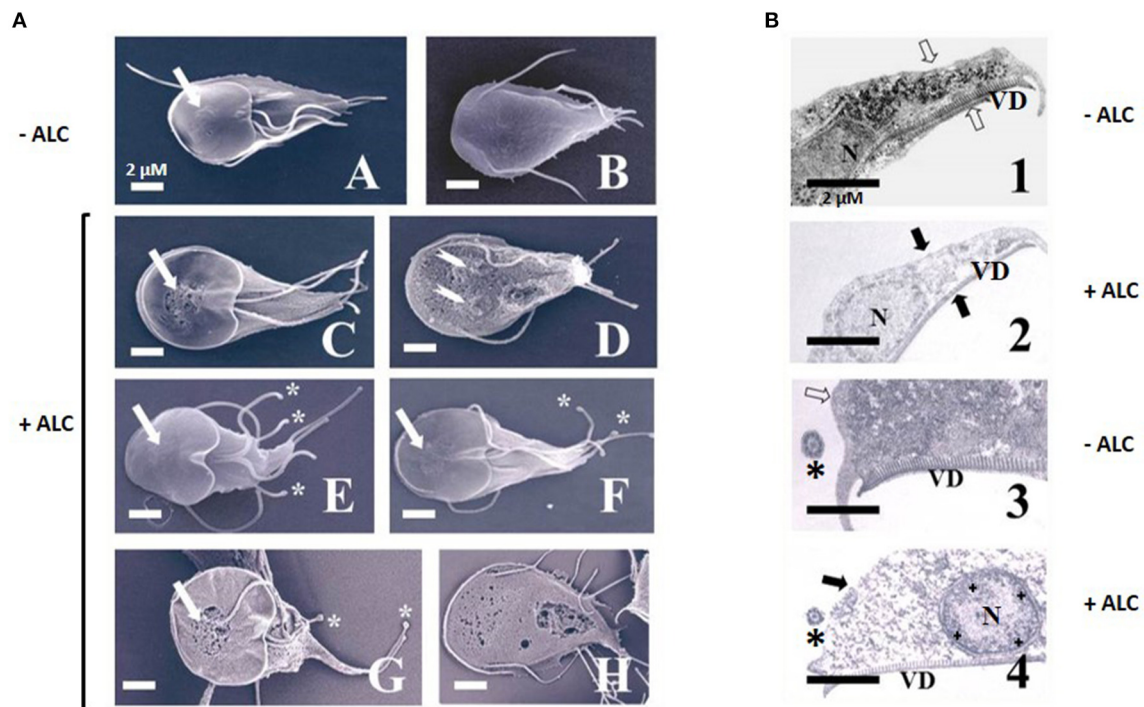 A
B
- ALC
2 μM
A
B
C
D
+ ALC
* * *
E
* *
F
* *
G
H
VD
N
2 μM
1
- ALC
VD
N
2
+ ALC
*
VD
3
- ALC
+ +
N
* + +
VD
4
+ ALC